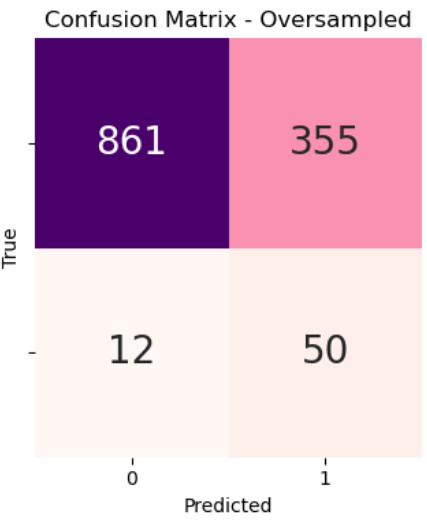 Confusion Matrix - Oversampled
861 355
True
12 50
0 1
Predicted